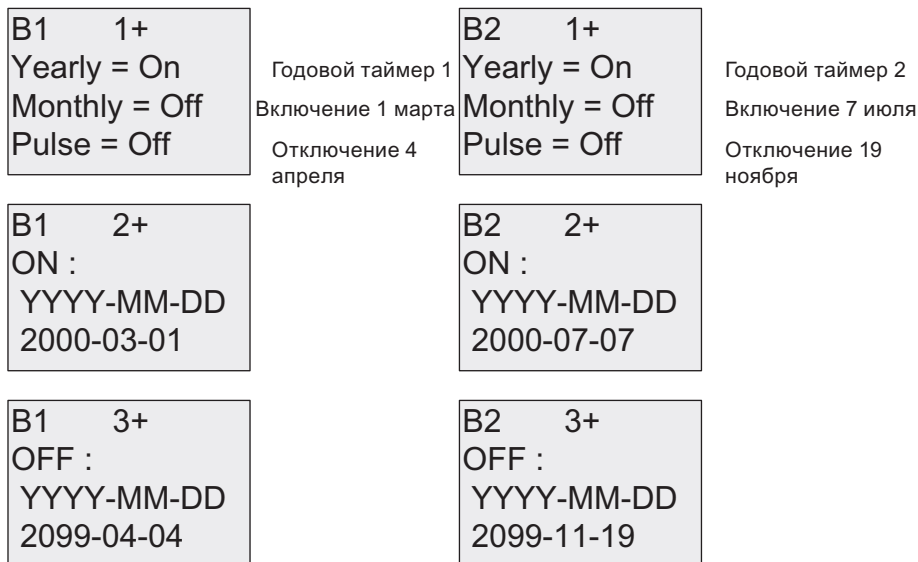 B1 1+
Yearly = On
Monthly = Off
Pulse = Off
Годовой таймер 1
Включение 1 марта
Отключение 4
апреля
B2 1+
Yearly = On
Monthly = Off
Pulse = Off
Годовой таймер 2
Включение 7 июля
Отключение 19
ноября
B1 2+
ON :
YYYY-MM-DD
2000-03-01
B2 2+
ON :
YYYY-MM-DD
2000-07-07
B1 3+
OFF :
YYYY-MM-DD
2099-04-04
B2 3+
OFF :
YYYY-MM-DD
2099-11-19